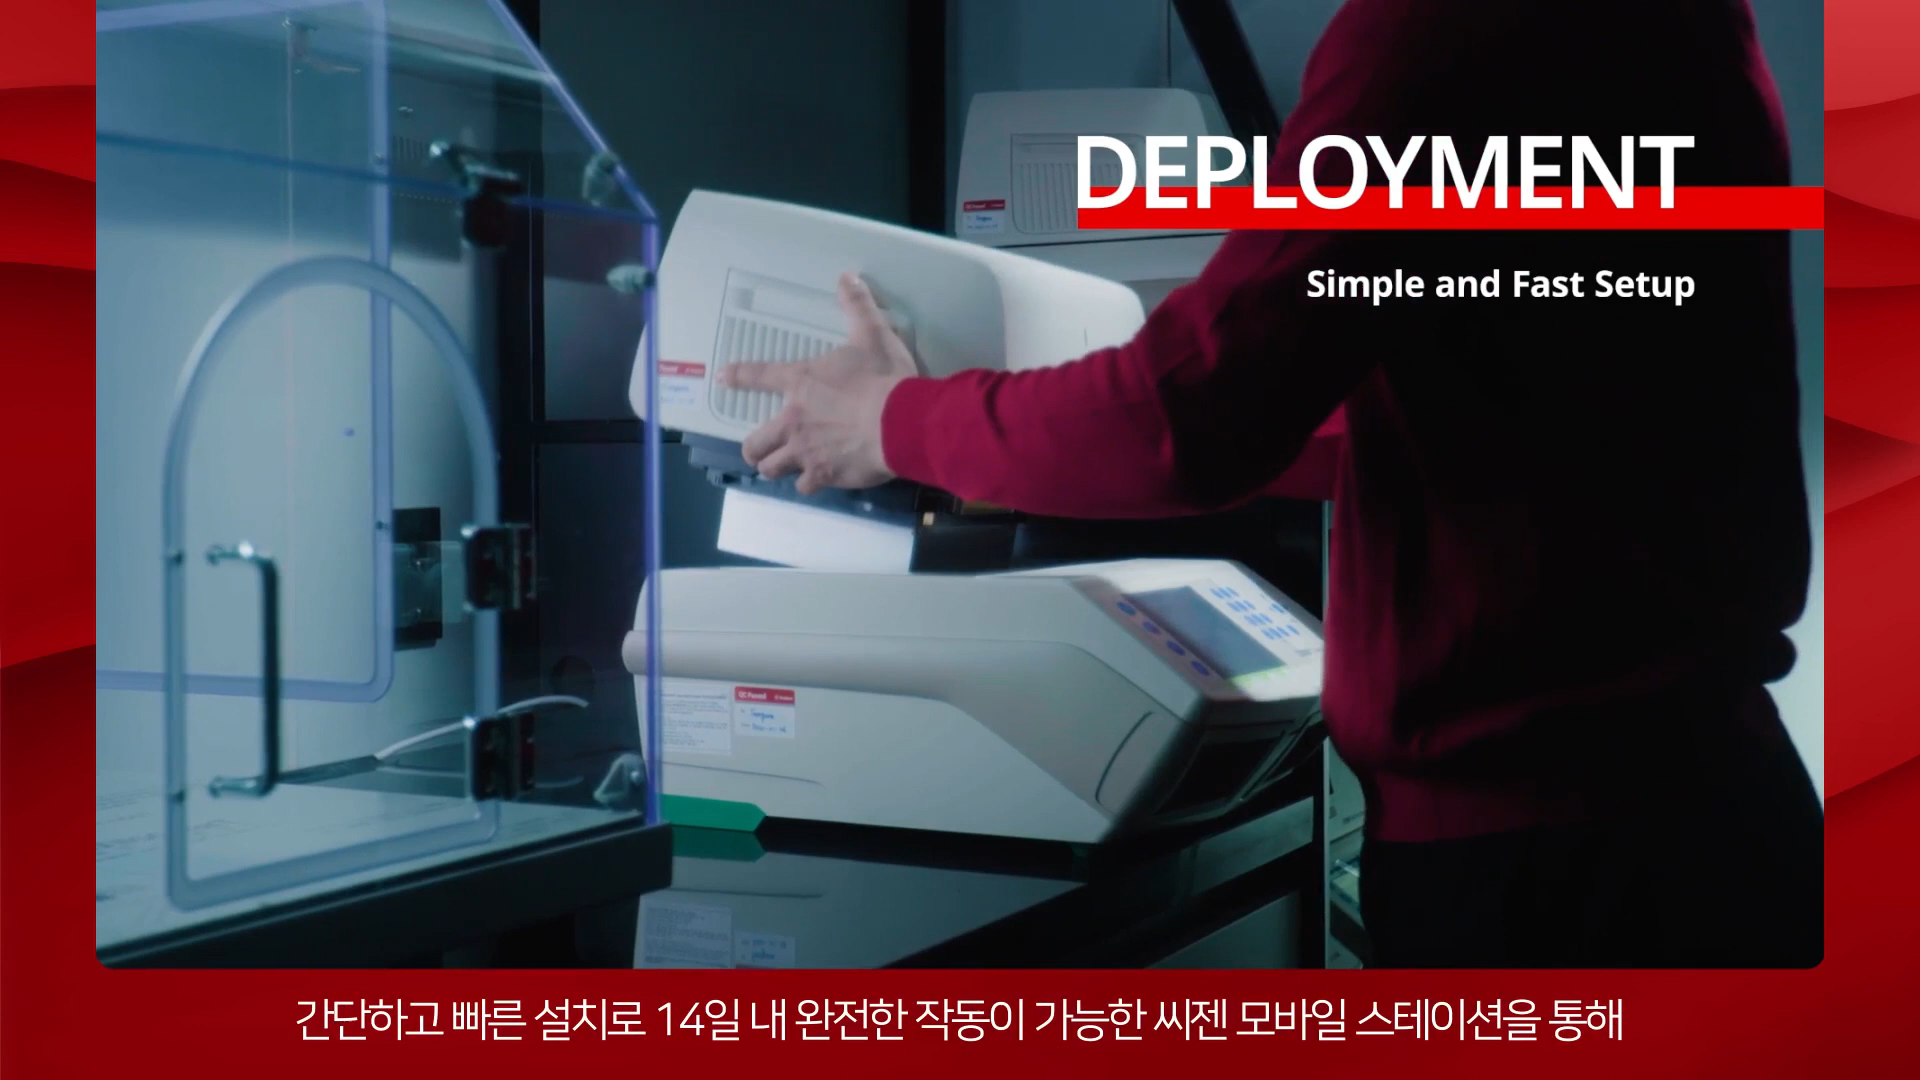 DEPLOYMENT
Simple and Fast Setup
QC Passed
간단하고 빠른 설치로 14일 내 완전한 작동이 가능한 씨젠 모바일 스테이션을 통해